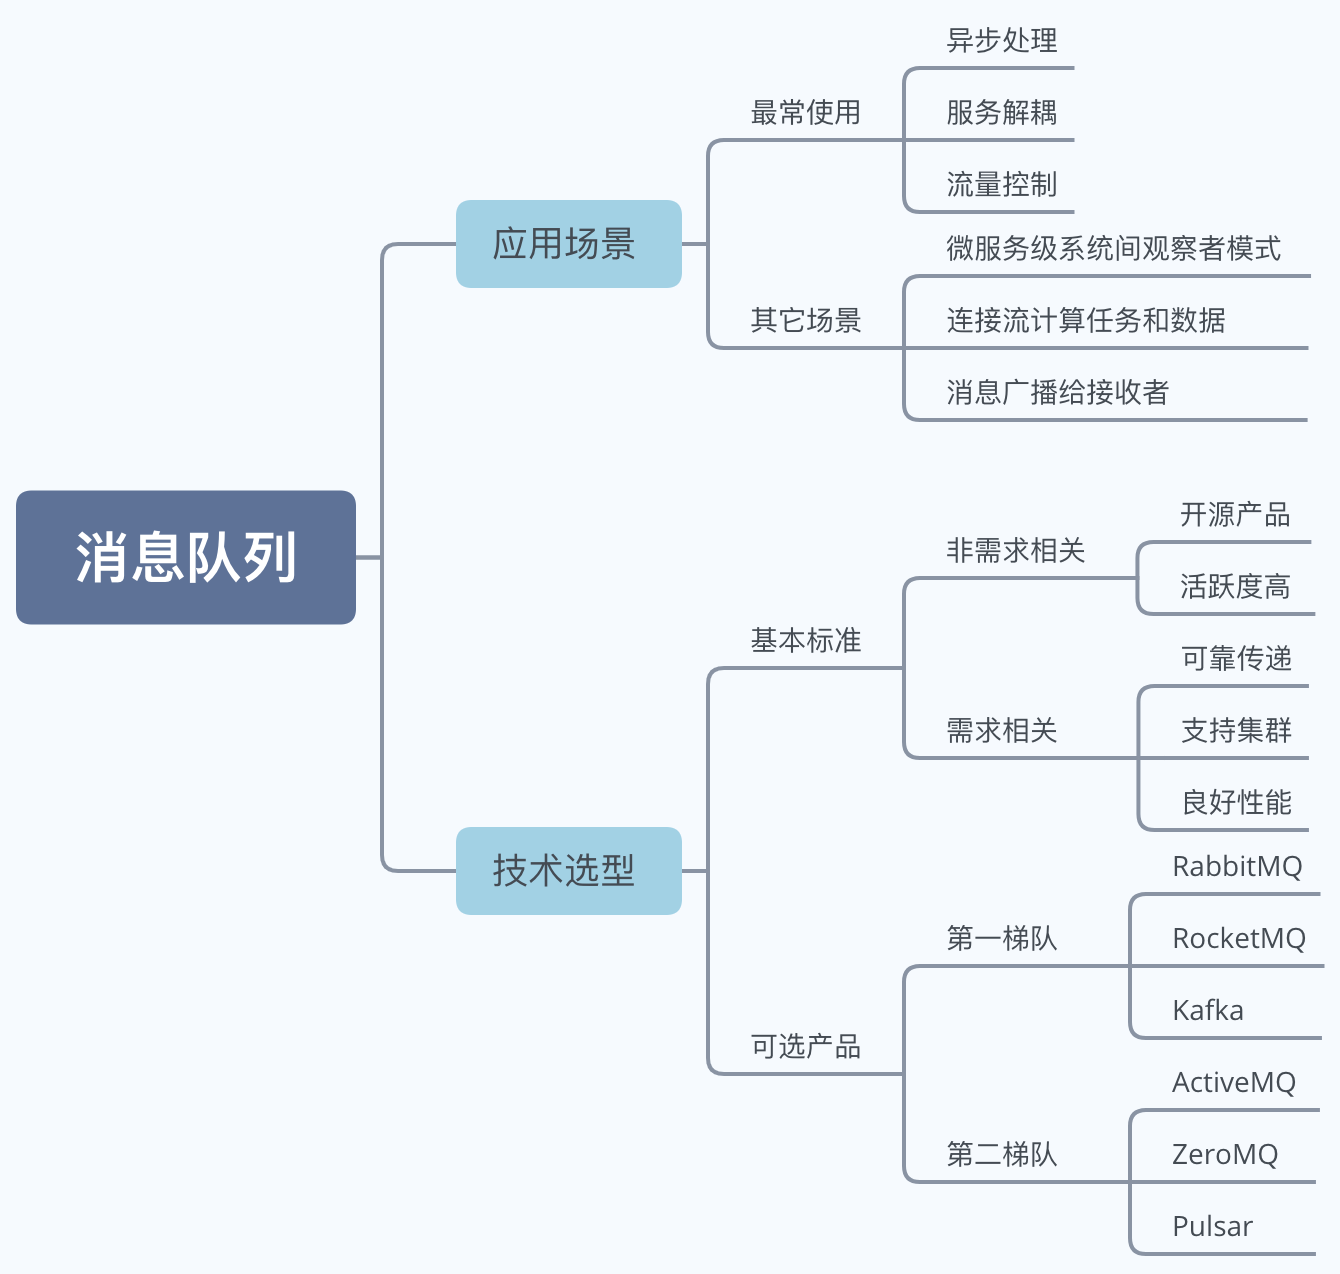 消息队列
应用场景
最常使用
异步处理
服务解耦
流量控制
其它场景
微服务级系统间观察者模式
连接流计算任务和数据
消息广播给接收者
技术选型
基本标准
非需求相关
开源产品
活跃度高
需求相关
可靠传递
支持集群
良好性能
可选产品
第一梯队
RabbitMQ
RocketMQ
Kafka
第二梯队
ActiveMQ
ZeroMQ
Pulsar